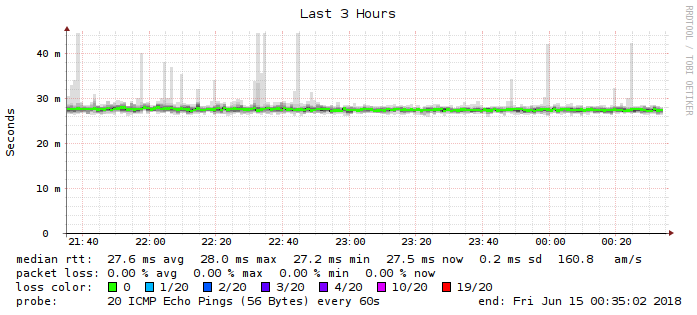 Last 3 Hours
RRDTOOL / TOBI OETIKER
Seconds
40 m
30 m
20 m
10 m
0
21:40 22:00 22:20 22:40 23:00 23:20 23:40 00:00 00:20
median rtt: 27.6 ms avg 28.0 ms max 27.2 ms min 27.5 ms now 0.2 ms sd 160.8 am/s
packet loss: 0.00 % avg 0.00 % max 0.00 % min 0.00 % now
loss color: 0 1/20 2/20 3/20 4/20 10/20 19/20
probe: 20 ICMP Echo Pings (56 Bytes) every 60s end: Fri Jun 15 00:35:02 2018